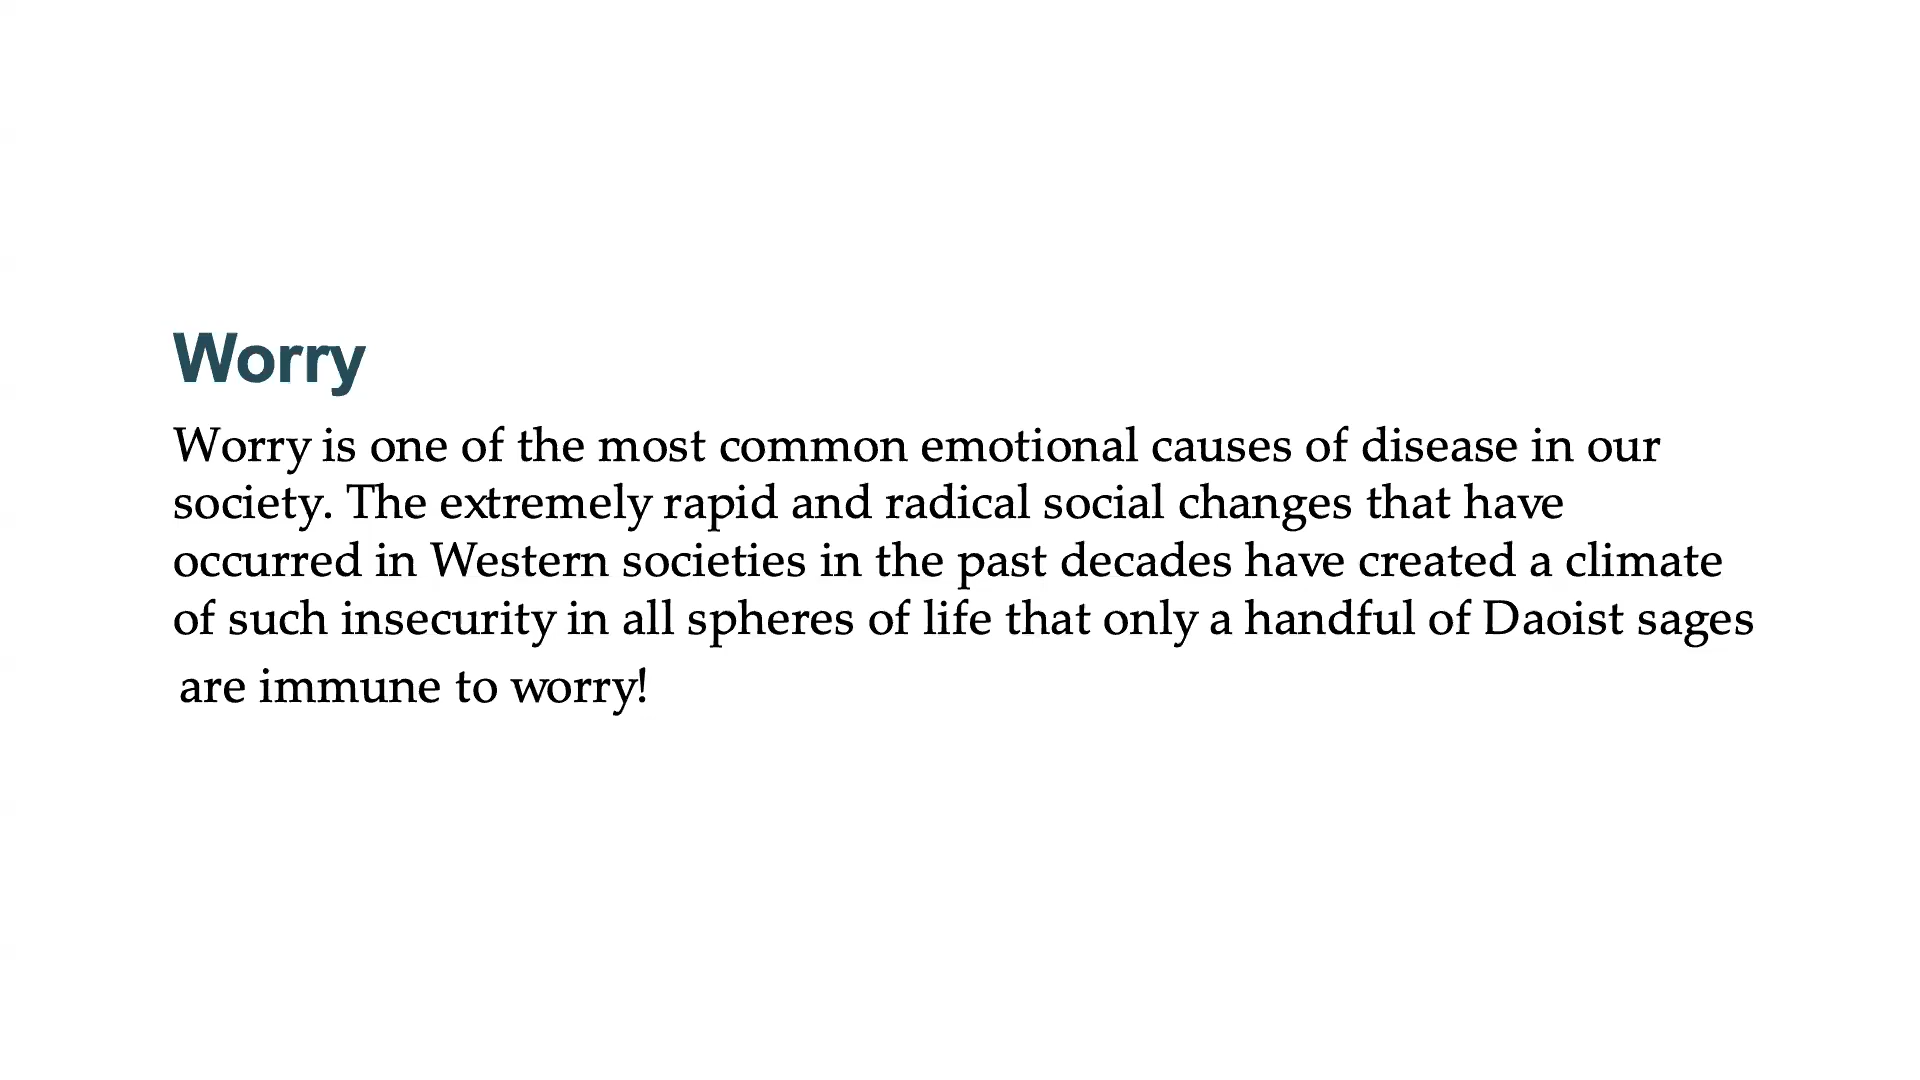 Worry
Worry is one of the most common emotional causes of disease in our
society. The extremely rapid and radical social changes that have
occurred in Western societies in the past decades have created a climate
of such insecurity in all spheres of life that only a handful of Daoist sages
are immune to worry!